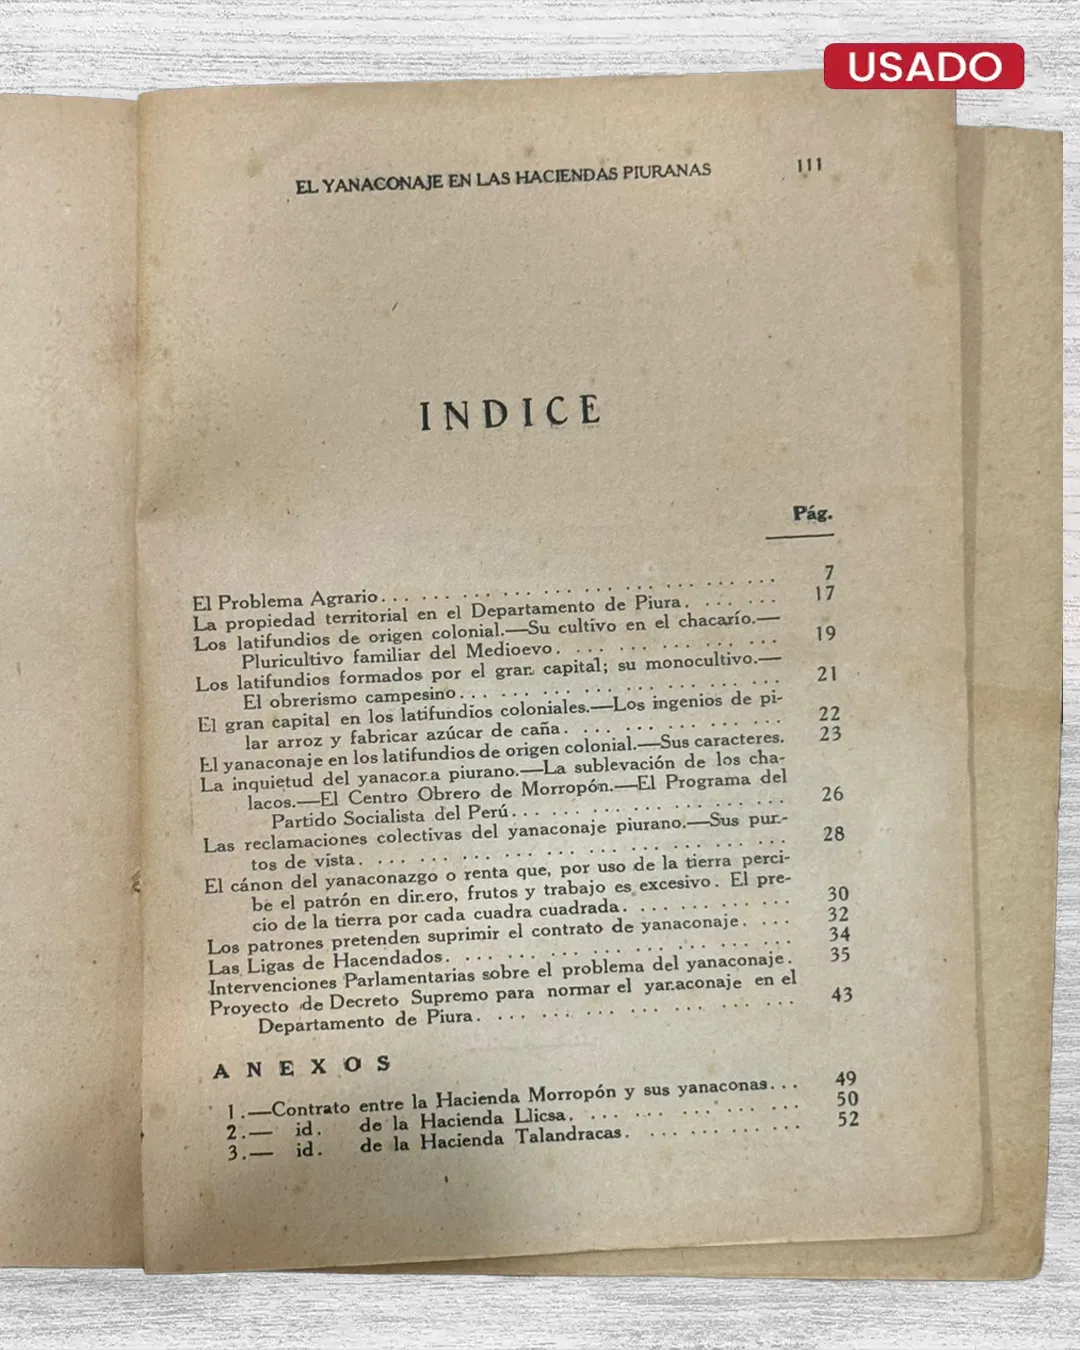 USADO
EL YANACONAJE EN LAS HACIENDAS PIURANAS 111
INDICE
Pág.
El Problema Agrario. . . . . . . . . . . . . . . . . . . 7
La propiedad territorial en el Departamento de Piura. . . . . . 17
Los latifundios de origen colonial.—Su cultivo en el chacarío.—
Pluricultivo familiar del Medioevo. . . . . . . . . . . 19
Los latifundios formados por el gran capital; su monocultivo.—
El obrerismo campesino. . . . . . . . . . . . . . . . 21
El gran capital en los latifundios coloniales.—Los ingenios de pi-
lar arroz y fabricar azúcar de caña. . . . . . . . . . . 22
El yanaconaje en los latifundios de origen colonial.—Sus caracteres. 23
La inquietud del yanacona piurano.—La sublevación de los cha-
lacos.—El Centro Obrero de Morropón.—El Programa del
Partido Socialista del Perú. . . . . . . . . . . . . . 26
Las reclamaciones colectivas del yanaconaje piurano.—Sus pun-
tos de vista. . . . . . . . . . . . . . . . . . . . . 28
El cánon del yanaconazgo o renta que, por uso de la tierra perci-
be el patrón en dinero, frutos y trabajo es excesivo. El pre-
cio de la tierra por cada cuadra cuadrada. . . . . . . . . 30
Los patrones pretenden suprimir el contrato de yanaconaje. . . . 32
Las Ligas de Hacendados. . . . . . . . . . . . . . . . . 34
Intervenciones Parlamentarias sobre el problema del yanaconaje. 35
Proyecto de Decreto Supremo para normar el yanaconaje en el
Departamento de Piura. . . . . . . . . . . . . . . . 43
ANEXOS
1.—Contrato entre la Hacienda Morropón y sus yanaconas. . . 49
2.— id. de la Hacienda Llicsa. . . . . . . . . . . . 50
3.— id. de la Hacienda Talandracas. . . . . . . . . . 52